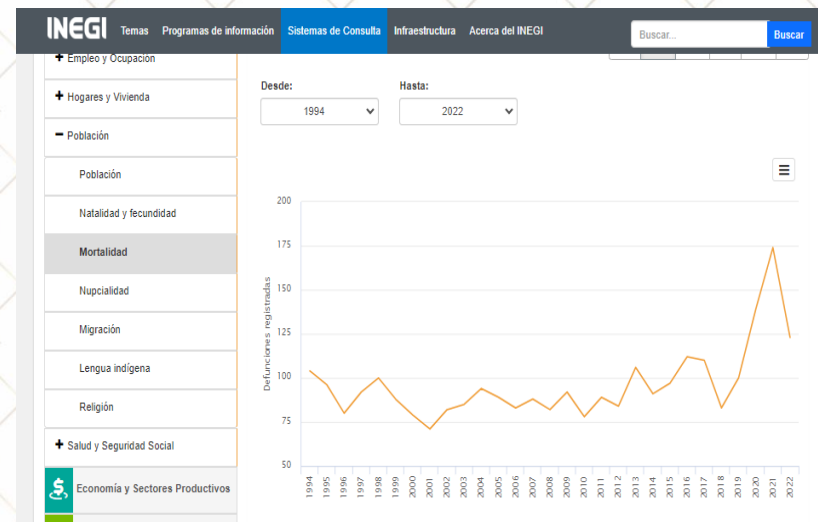 INEGI Temas Programas de información Sistemas de Consulta Infraestructura Acerca del INEGI Buscar... Buscar
+ Empleo y Ocupación
+ Hogares y Vivienda
− Población
Población
Natalidad y fecundidad
Mortalidad
Nupcialidad
Migración
Lengua indígena
Religión
+ Salud y Seguridad Social
Economía y Sectores Productivos
Desde: Hasta:
1994 2022
Defunciones registradas
200
175
150
125
100
75
50
1994 1995 1996 1997 1998 1999 2000 2001 2002 2003 2004 2005 2006 2007 2008 2009 2010 2011 2012 2013 2014 2015 2016 2017 2018 2019 2020 2021 2022